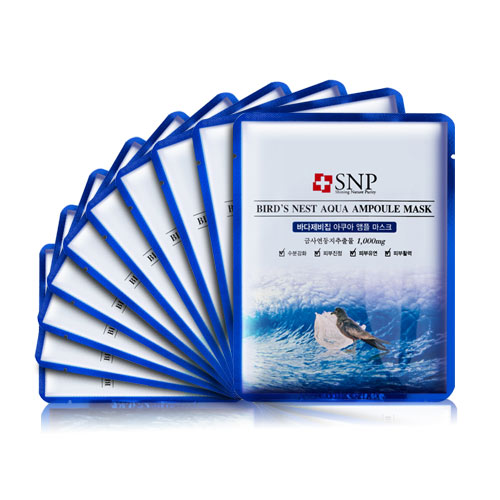 SNP
Shining Nature Purity
BIRD'S NEST AQUA AMPOULE MASK
바다제비집 아쿠아 앰플 마스크
금사연둥지추출물 1,000mg
수분강화 피부진정 피부유연 피부활력